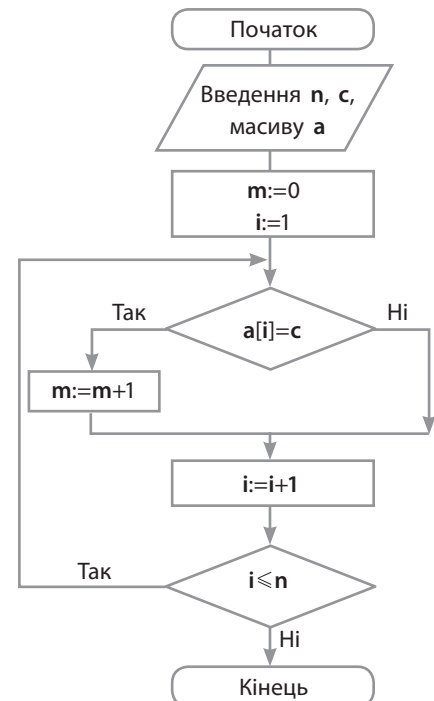 Початок
Введення n, c,
масиву a
m:=0
i:=1
Так
Ні
a[i]=c
m:=m+1
i:=i+1
Так
i⩽n
Ні
Кінець